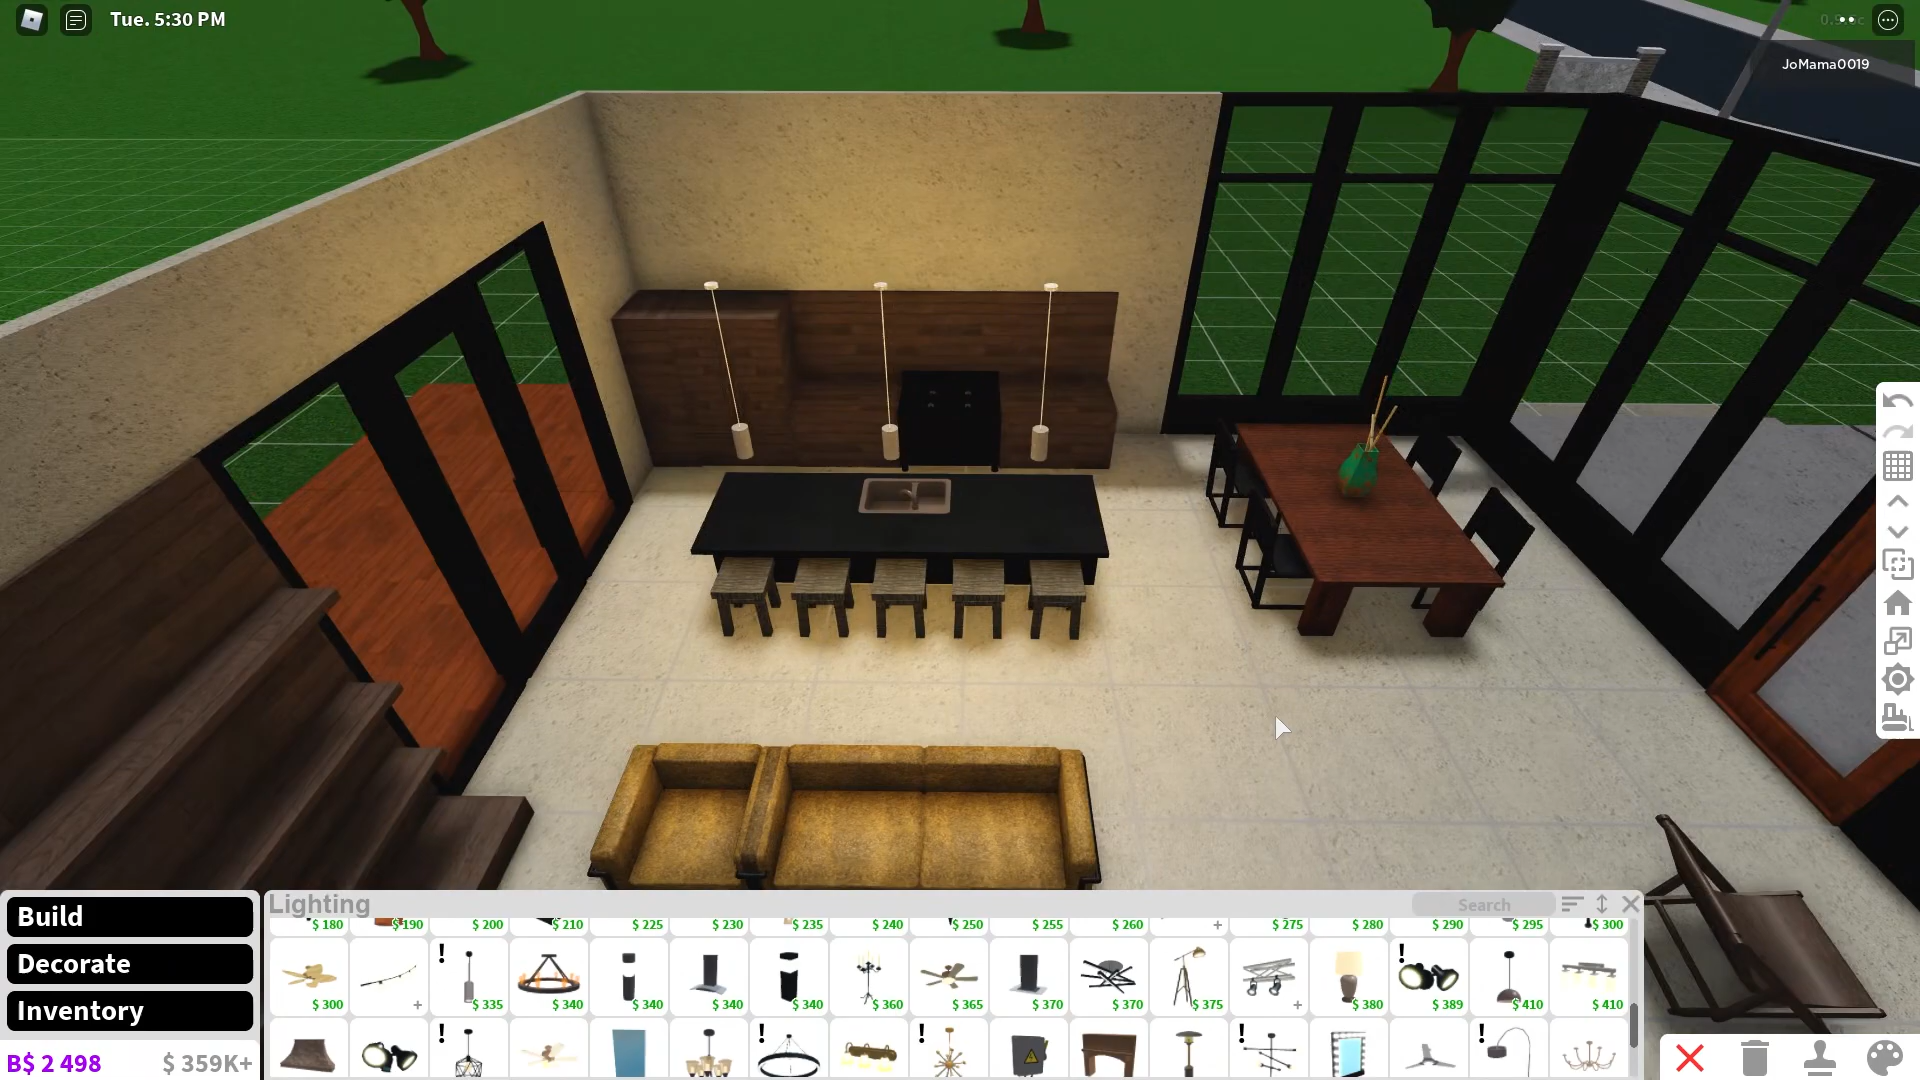 Tue. 5:30 PM
JoMama0019
Build
Decorate
Inventory
B$ 2 498
$ 359K+
Lighting
Search
$ 180
$ 190
$ 200
$ 210
$ 225
$ 230
$ 235
$ 240
$ 250
$ 255
$ 260
+
$ 275
$ 280
$ 290
$ 295
$ 300
$ 300
+
! $ 335
$ 340
$ 340
$ 340
$ 340
$ 360
$ 365
$ 370
$ 370
$ 375
+
$ 380
! $ 389
$ 410
$ 410
! ! ! ! !